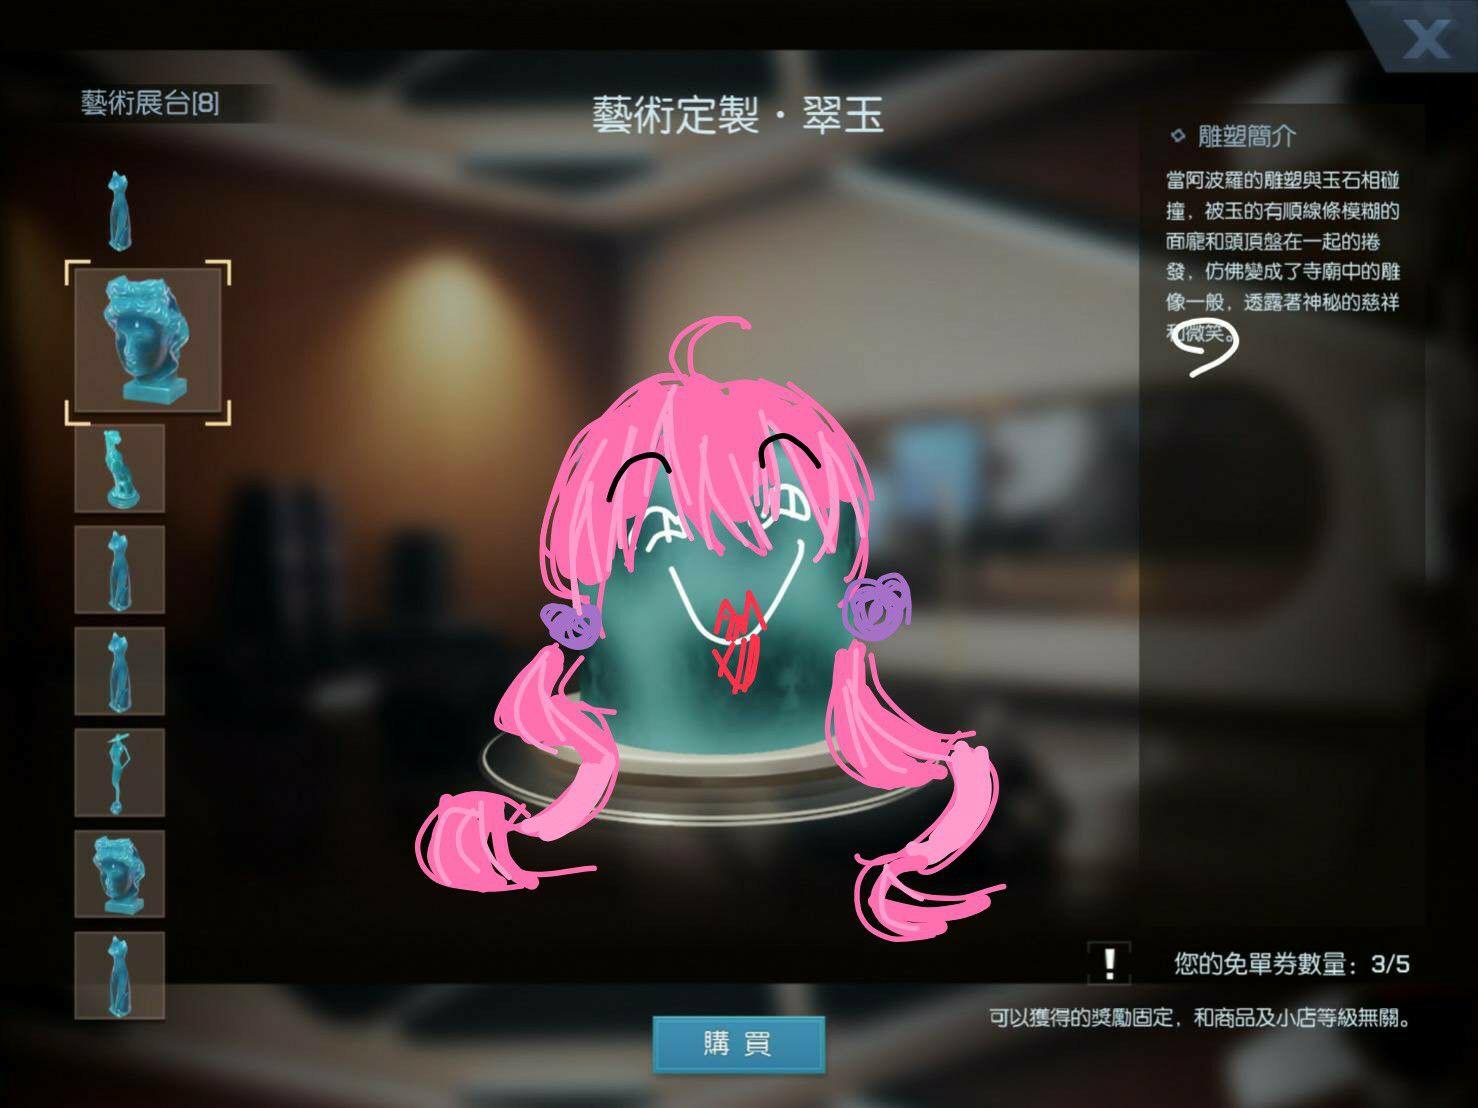 藝術展台[8]
藝術定製·翠玉
雕塑簡介
當阿波羅的雕塑與玉石相碰
撞，被玉的有順線條模糊的
面龐和頭頂盤在一起的捲
發，仿佛變成了寺廟中的雕
像一般，透露著神秘的慈祥
和微笑。
您的免單券數量：3/5
可以獲得的獎勵固定，和商品及小店等級無關。
購買